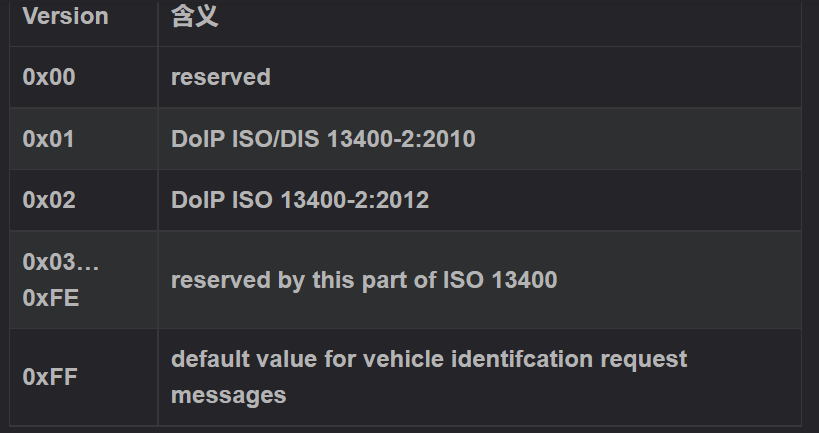 Version 含义
0x00 reserved
0x01 DoIP ISO/DIS 13400-2:2010
0x02 DoIP ISO 13400-2:2012
0x03…
0xFE
reserved by this part of ISO 13400
0xFF
default value for vehicle identifcation request
messages